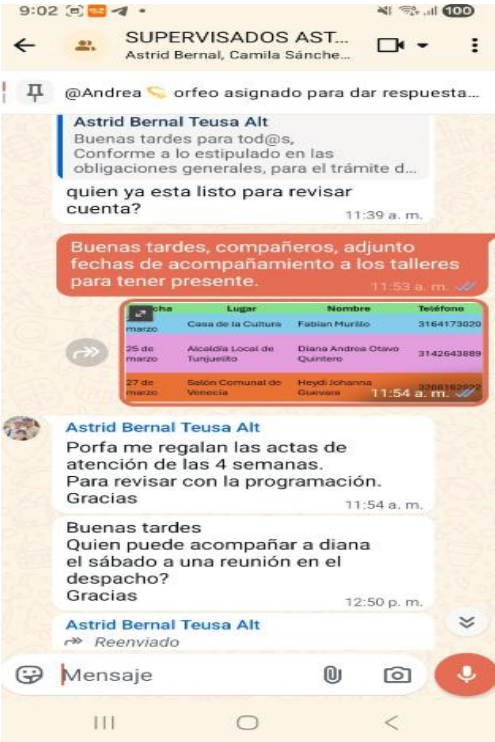 9:02
100
SUPERVISADOS AST...
Astrid Bernal, Camila Sánche...
@Andrea orfeo asignado para dar respuesta...
Astrid Bernal Teusa Alt
Buenas tardes para tod@s,
Conforme a lo estipulado en las
obligaciones generales, para el trámite d...
quien ya esta listo para revisar
cuenta?
11:39 a. m.
Buenas tardes, compañeros, adjunto
fechas de acompañamiento a los talleres
para tener presente.
11:53 a. m.
cha Lugar Nombre Teléfono
marzo Casa de la Cultura Fabian Murillo 3164173020
25 de marzo Alcaldía Local de Tunjuelito Diana Andrea Otavo Quintero 3142643889
27 de marzo Salón Comunal de Venecia Heydi Johanna Guevara
11:54 a. m.
Astrid Bernal Teusa Alt
Porfa me regalan las actas de
atención de las 4 semanas.
Para revisar con la programación.
Gracias
11:54 a. m.
Buenas tardes
Quien puede acompañar a diana
el sábado a una reunión en el
despacho?
Gracias
12:50 p. m.
Astrid Bernal Teusa Alt
Reenviado
Mensaje